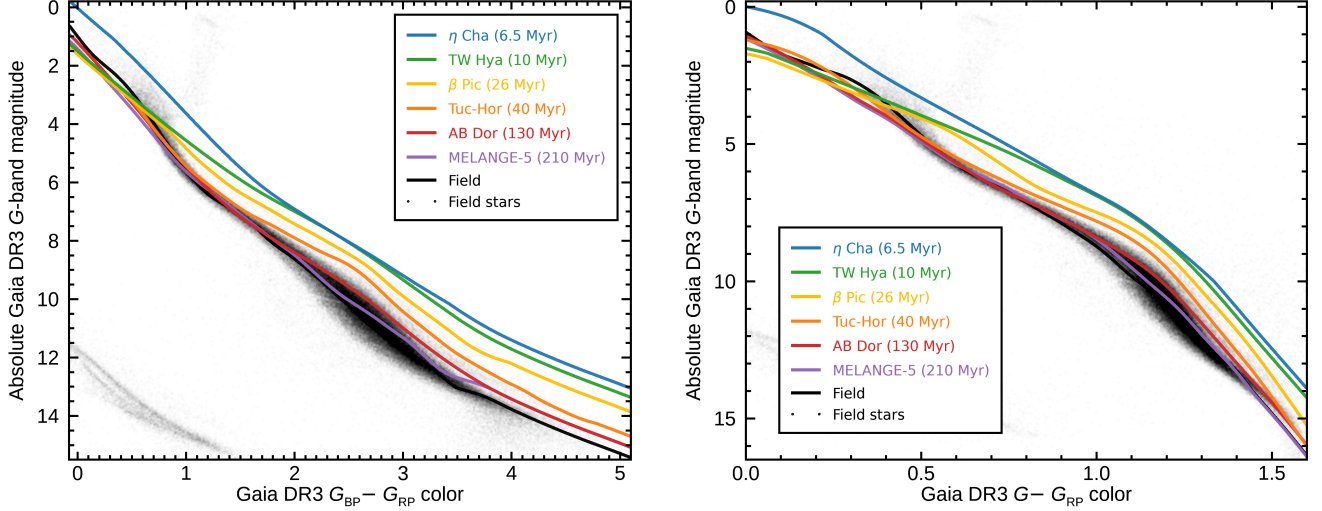 0
2
4
6
8
10
12
14
Absolute Gaia DR3 G-band magnitude
η Cha (6.5 Myr)
TW Hya (10 Myr)
β Pic (26 Myr)
Tuc-Hor (40 Myr)
AB Dor (130 Myr)
MELANGE-5 (210 Myr)
Field
Field stars
0 1 2 3 4 5
Gaia DR3 G_BP − G_RP color
0
5
10
15
Absolute Gaia DR3 G-band magnitude
η Cha (6.5 Myr)
TW Hya (10 Myr)
β Pic (26 Myr)
Tuc-Hor (40 Myr)
AB Dor (130 Myr)
MELANGE-5 (210 Myr)
Field
Field stars
0.0 0.5 1.0 1.5
Gaia DR3 G − G_RP color